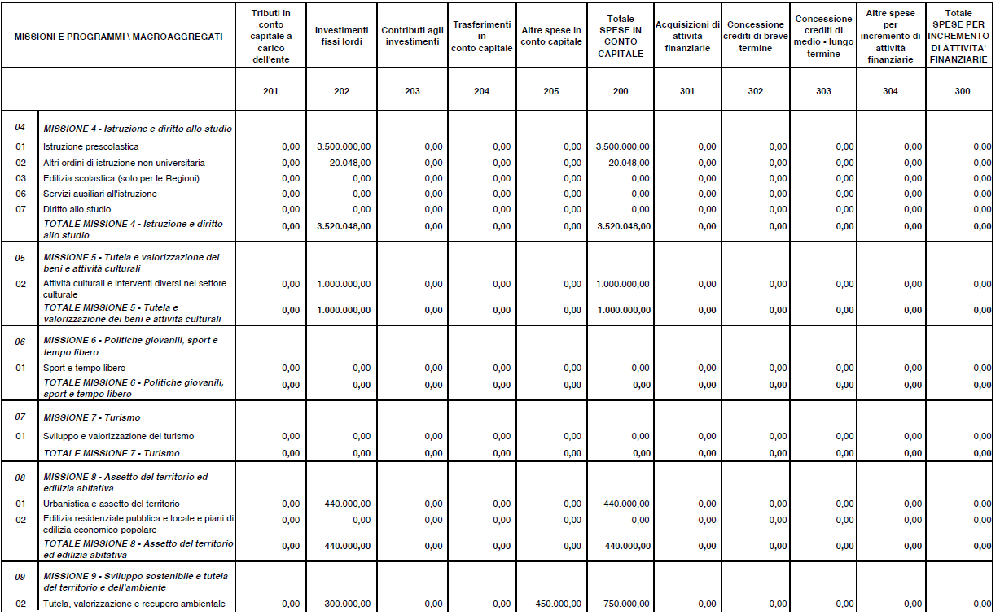 MISSIONI E PROGRAMMI \ MACROAGGREGATI
Tributi in
conto
capitale a
carico
dell'ente
Investimenti
fissi lordi
Contributi agli
investimenti
Trasferimenti
in
conto capitale
Altre spese in
conto capitale
Totale
SPESE IN
CONTO
CAPITALE
Acquisizioni di
attività
finanziarie
Concessione
crediti di breve
termine
Concessione
crediti di
medio - lungo
termine
Altre spese
per
incremento di
attività
finanziarie
Totale
SPESE PER
INCREMENTO
DI ATTIVITA'
FINANZIARIE
201 202 203 204 205 200 301 302 303 304 300
04 MISSIONE 4 - Istruzione e diritto allo studio
01 Istruzione prescolastica 0,00 3.500.000,00 0,00 0,00 0,00 3.500.000,00 0,00 0,00 0,00 0,00 0,00
02 Altri ordini di istruzione non universitaria 0,00 20.048,00 0,00 0,00 0,00 20.048,00 0,00 0,00 0,00 0,00 0,00
03 Edilizia scolastica (solo per le Regioni) 0,00 0,00 0,00 0,00 0,00 0,00 0,00 0,00 0,00 0,00 0,00
06 Servizi ausiliari all'istruzione 0,00 0,00 0,00 0,00 0,00 0,00 0,00 0,00 0,00 0,00 0,00
07 Diritto allo studio 0,00 0,00 0,00 0,00 0,00 0,00 0,00 0,00 0,00 0,00 0,00
TOTALE MISSIONE 4 - Istruzione e diritto
allo studio
0,00 3.520.048,00 0,00 0,00 0,00 3.520.048,00 0,00 0,00 0,00 0,00 0,00
05 MISSIONE 5 - Tutela e valorizzazione dei
beni e attività culturali
02 Attività culturali e interventi diversi nel settore 0,00 1.000.000,00 0,00 0,00 0,00 1.000.000,00 0,00 0,00 0,00 0,00 0,00
culturale
TOTALE MISSIONE 5 - Tutela e
valorizzazione dei beni e attività culturali
0,00 1.000.000,00 0,00 0,00 0,00 1.000.000,00 0,00 0,00 0,00 0,00 0,00
06 MISSIONE 6 - Politiche giovanili, sport e
tempo libero
01 Sport e tempo libero 0,00 0,00 0,00 0,00 0,00 0,00 0,00 0,00 0,00 0,00 0,00
TOTALE MISSIONE 6 - Politiche giovanili,
sport e tempo libero
0,00 0,00 0,00 0,00 0,00 0,00 0,00 0,00 0,00 0,00 0,00
07 MISSIONE 7 - Turismo
01 Sviluppo e valorizzazione del turismo 0,00 0,00 0,00 0,00 0,00 0,00 0,00 0,00 0,00 0,00 0,00
TOTALE MISSIONE 7 - Turismo 0,00 0,00 0,00 0,00 0,00 0,00 0,00 0,00 0,00 0,00 0,00
08 MISSIONE 8 - Assetto del territorio ed
edilizia abitativa
01 Urbanistica e assetto del territorio 0,00 440.000,00 0,00 0,00 0,00 440.000,00 0,00 0,00 0,00 0,00 0,00
02 Edilizia residenziale pubblica e locale e piani di 0,00 0,00 0,00 0,00 0,00 0,00 0,00 0,00 0,00 0,00 0,00
edilizia economico-popolare
TOTALE MISSIONE 8 - Assetto del territorio
ed edilizia abitativa
0,00 440.000,00 0,00 0,00 0,00 440.000,00 0,00 0,00 0,00 0,00 0,00
09 MISSIONE 9 - Sviluppo sostenibile e tutela
del territorio e dell'ambiente
02 Tutela, valorizzazione e recupero ambientale 0,00 300.000,00 0,00 0,00 450.000,00 750.000,00 0,00 0,00 0,00 0,00 0,00